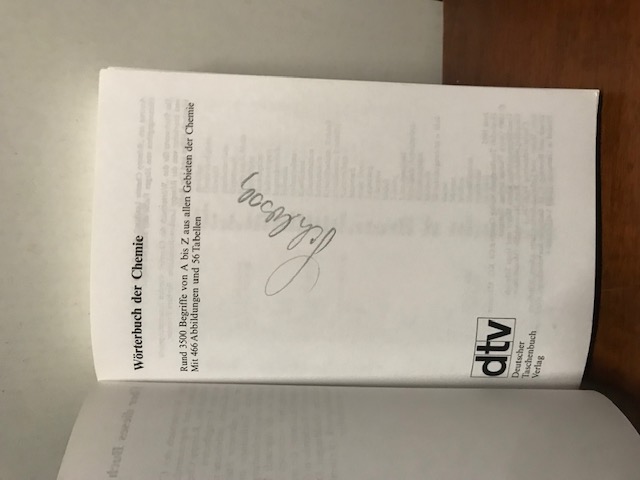 Wörterbuch der Chemie
Rund 3500 Begriffe von A bis Z aus allen Gebieten der Chemie
Mit 466 Abbildungen und 56 Tabellen
dtv
Deutscher
Taschenbuch
Verlag